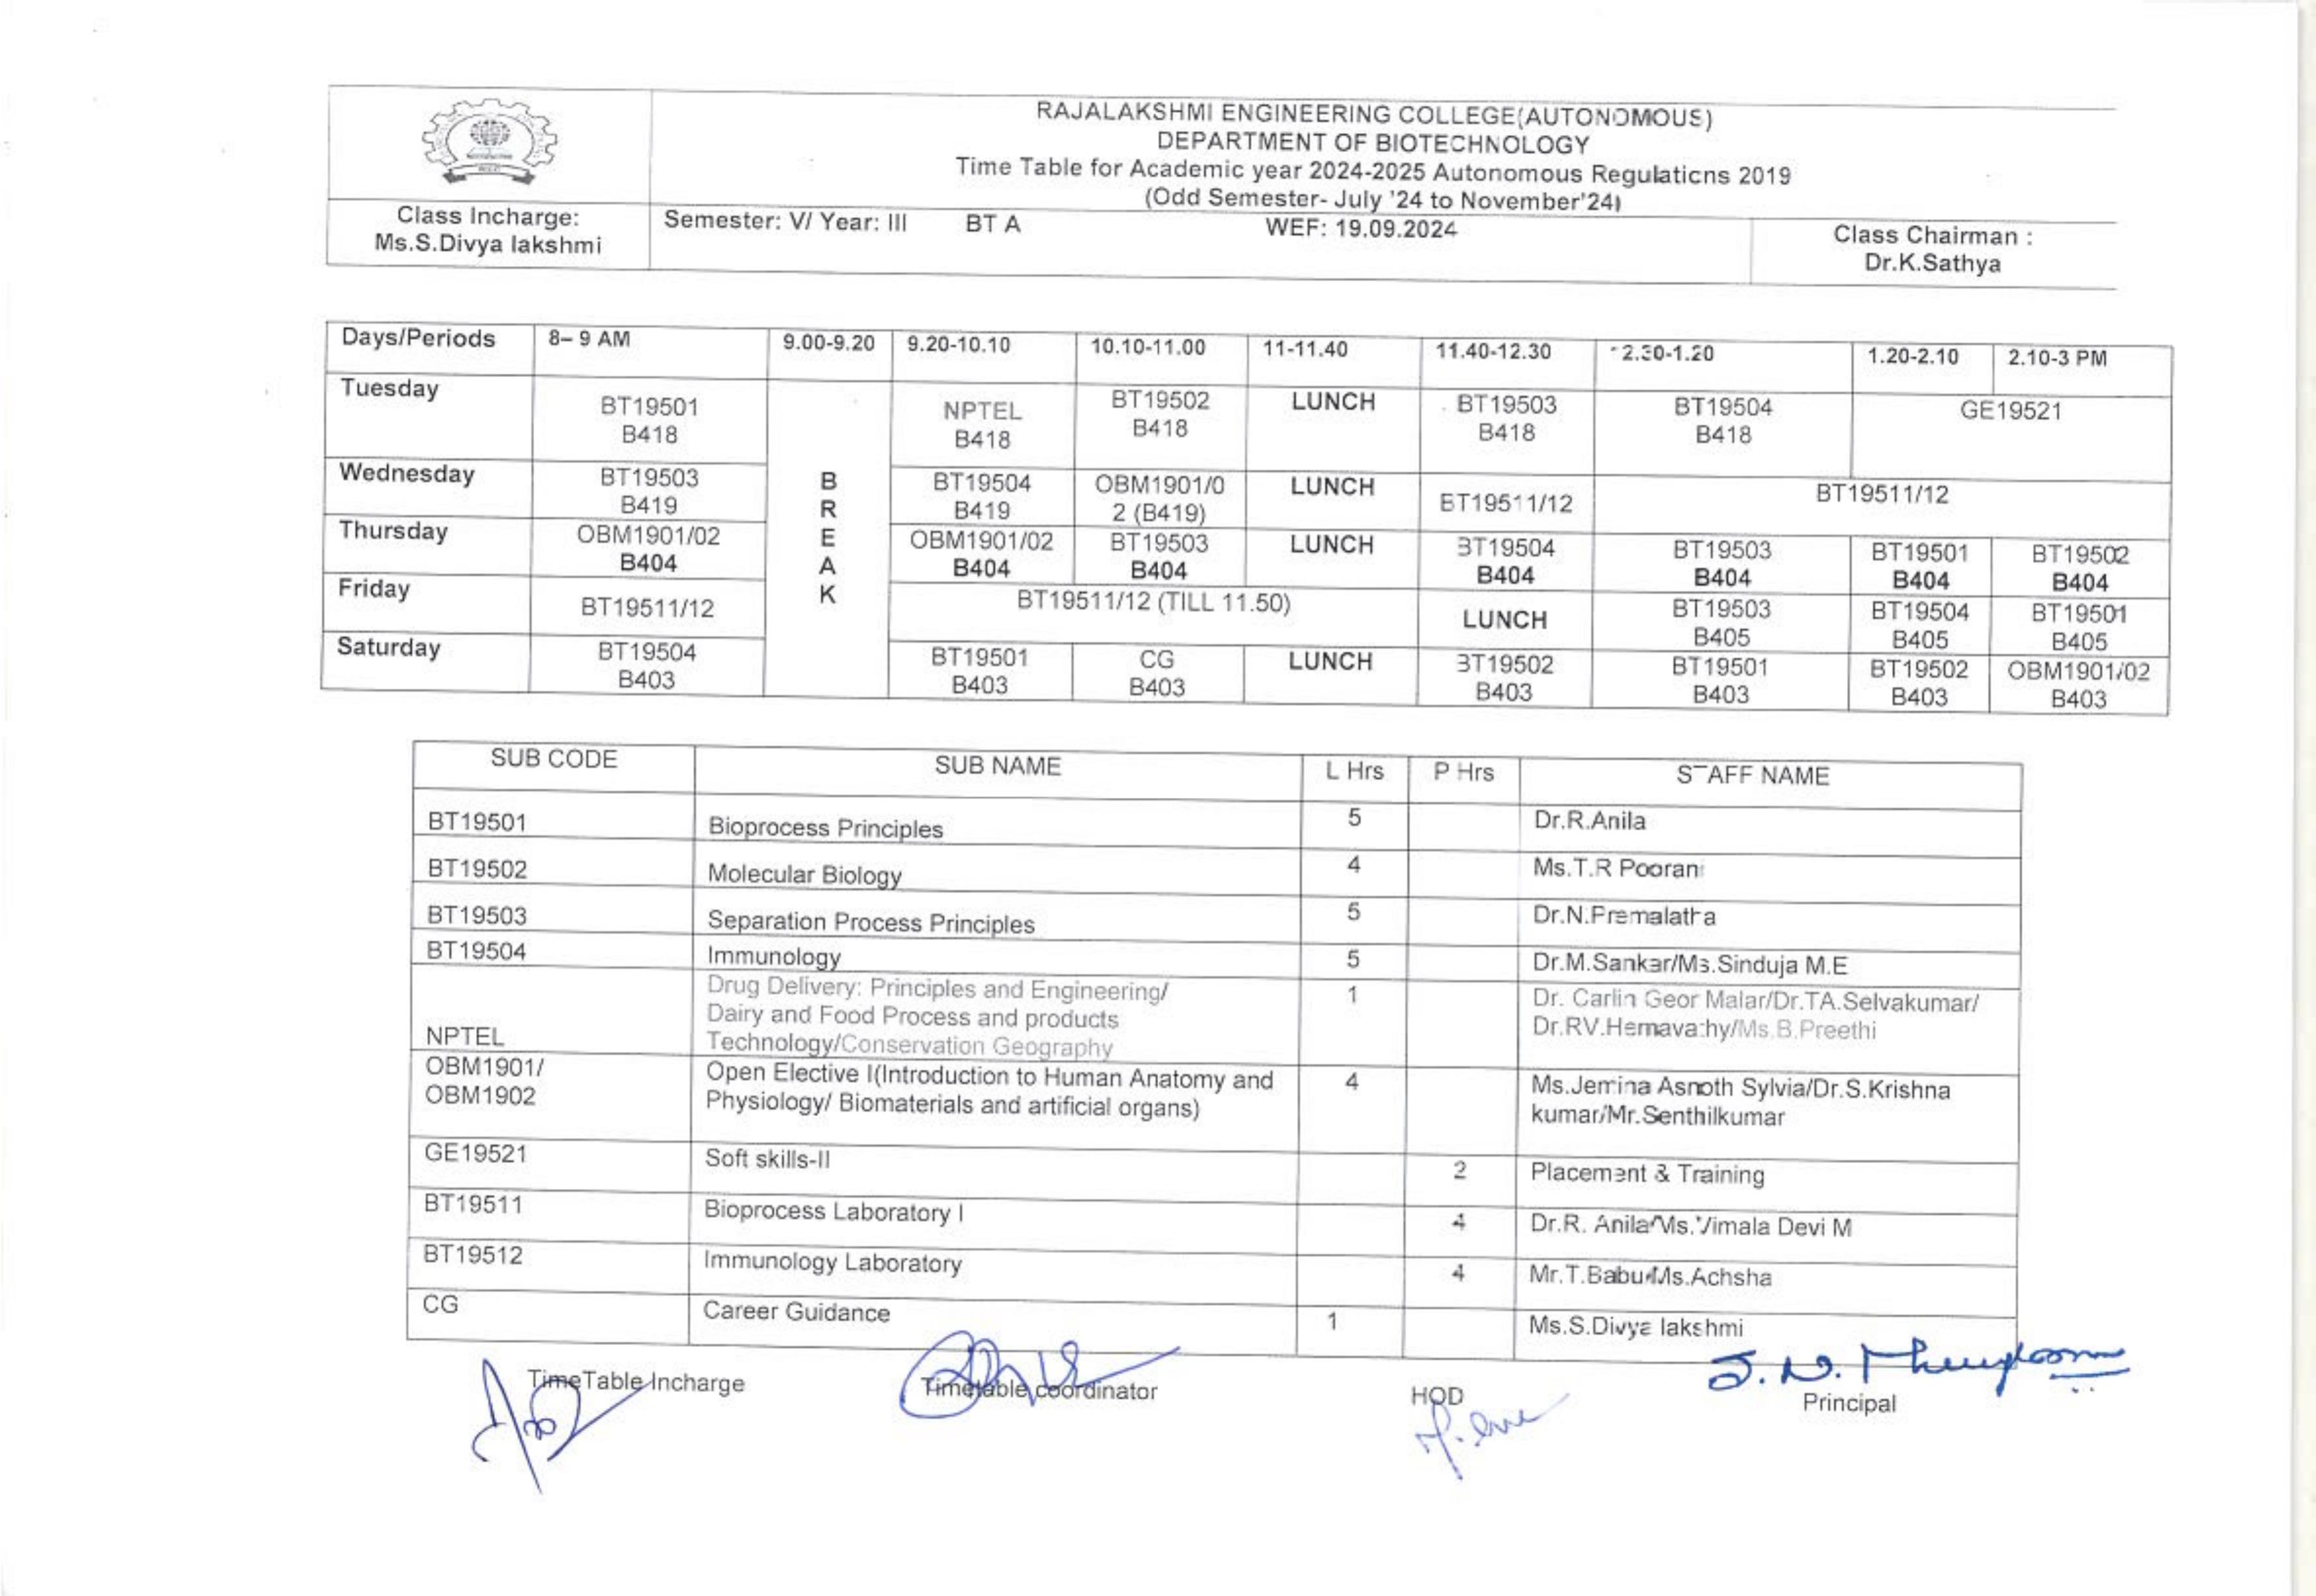 RAJALAKSHMI ENGINEERING COLLEGE(AUTONOMOUS)
DEPARTMENT OF BIOTECHNOLOGY
Time Table for Academic year 2024-2025 Autonomous Regulations 2019
(Odd Semester- July '24 to November'24)
Class Incharge:
Ms.S.Divya lakshmi
Semester: V/ Year: III BT A WEF: 19.09.2024
Class Chairman :
Dr.K.Sathya
Days/Periods 8– 9 AM 9.00-9.20 9.20-10.10 10.10-11.00 11-11.40 11.40-12.30 12.30-1.20 1.20-2.10 2.10-3 PM
BREAK
Tuesday BT19501 NPTEL BT19502 LUNCH BT19503 BT19504 GE19521
B418 B418 B418 B418 B418
Wednesday BT19503 BT19504 OBM1901/0 LUNCH BT19511/12 BT19511/12
B419 B419 2 (B419)
Thursday OBM1901/02 OBM1901/02 BT19503 LUNCH BT19504 BT19503 BT19501 BT19502
B404 B404 B404 B404 B404 B404 B404
Friday BT19511/12 BT19511/12 (TILL 11.50) LUNCH BT19503 BT19504 BT19501
B405 B405 B405
Saturday BT19504 BT19501 CG LUNCH BT19502 BT19501 BT19502 OBM1901/02
B403 B403 B403 B403 B403 B403 B403
SUB CODE SUB NAME L Hrs P Hrs STAFF NAME
BT19501 Bioprocess Principles 5 Dr.R.Anila
BT19502 Molecular Biology 4 Ms.T.R Poorani
BT19503 Separation Process Principles 5 Dr.N.Premalatha
BT19504 Immunology 5 Dr.M.Sankar/Ms.Sinduja M.E
NPTEL Drug Delivery: Principles and Engineering/ 1 Dr. Carlin Geor Malar/Dr.TA.Selvakumar/
Dairy and Food Process and products Dr.RV.Hemavathy/Ms.B.Preethi
Technology/Conservation Geography
OBM1901/ Open Elective I(Introduction to Human Anatomy and 4 Ms.Jemina Asnoth Sylvia/Dr.S.Krishna
OBM1902 Physiology/ Biomaterials and artificial organs) kumar/Mr.Senthilkumar
GE19521 Soft skills-II 2 Placement & Training
BT19511 Bioprocess Laboratory I 4 Dr.R. Anila/Ms.Vimala Devi M
BT19512 Immunology Laboratory 4 Mr.T.Babu/Ms.Achsha
CG Career Guidance 1 Ms.S.Divya lakshmi
TimeTable Incharge Timetable coordinator HOD Principal